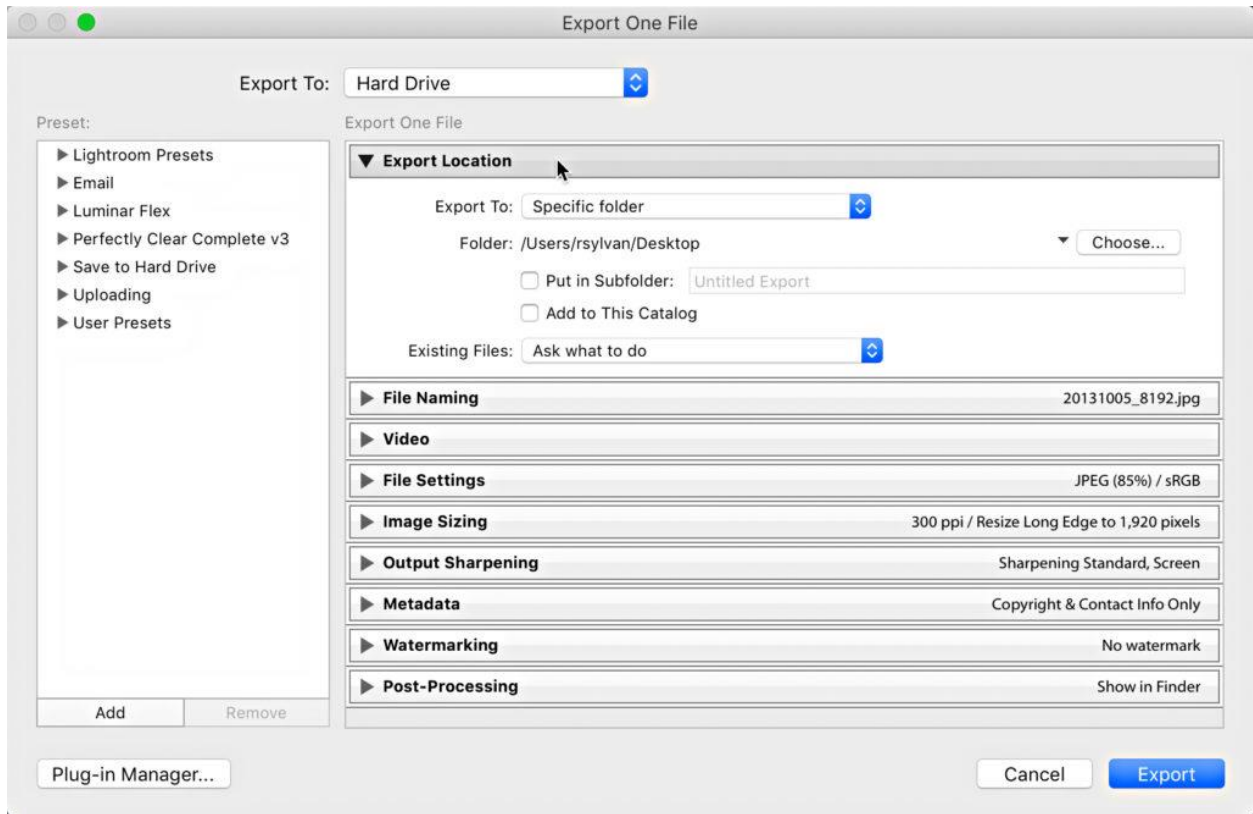 Export One File
Export To: Hard Drive
Preset:
Lightroom Presets
Email
Luminar Flex
Perfectly Clear Complete v3
Save to Hard Drive
Uploading
User Presets
Add
Remove
Export One File
Export Location
Export To: Specific folder
Folder: /Users/rsylvan/Desktop
Choose...
Put in Subfolder: Untitled Export
Add to This Catalog
Existing Files: Ask what to do
File Naming 20131005_8192.jpg
Video
File Settings JPEG (85%) / sRGB
Image Sizing 300 ppi / Resize Long Edge to 1,920 pixels
Output Sharpening Sharpening Standard, Screen
Metadata Copyright & Contact Info Only
Watermarking No watermark
Post-Processing Show in Finder
Plug-in Manager...
Cancel
Export